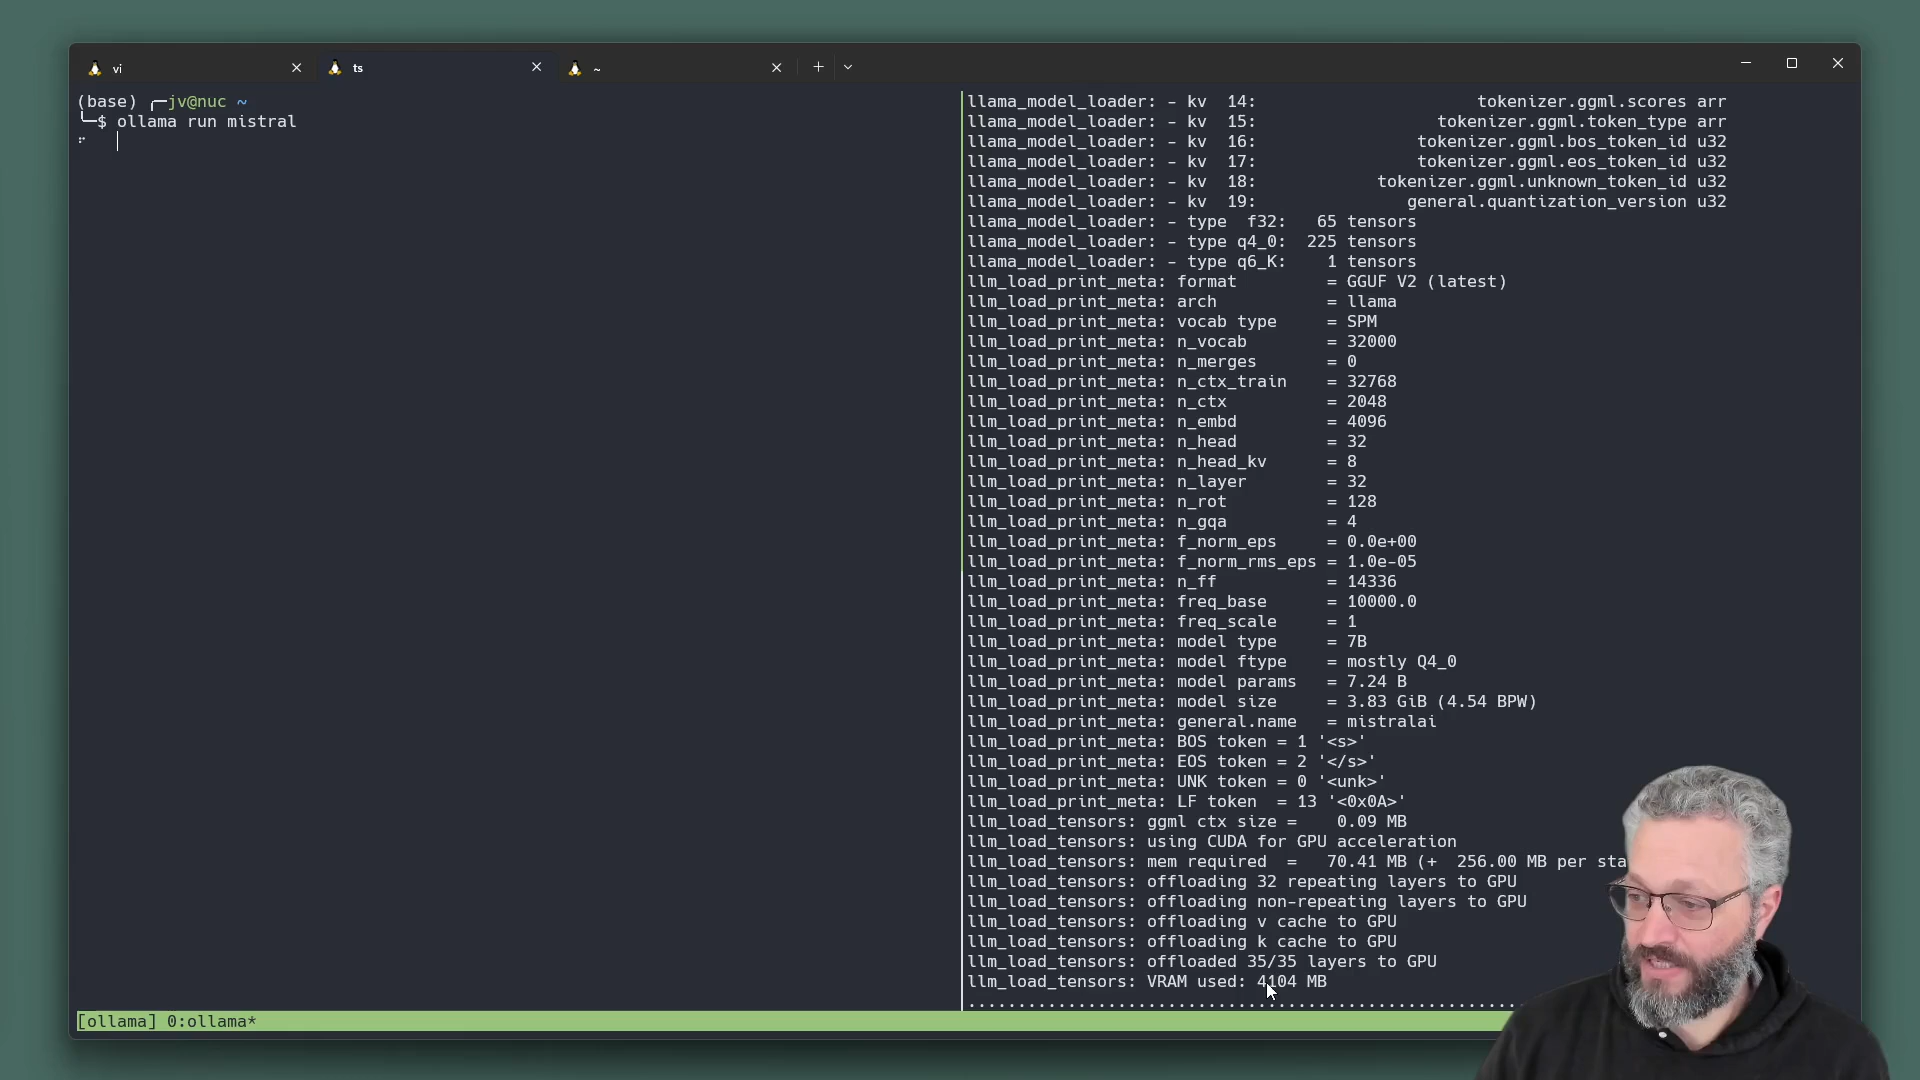 vi
ts
~
(base) ╭─jv@nuc ~
╰─$ ollama run mistral
llama_model_loader: - kv  14:                      tokenizer.ggml.scores arr
llama_model_loader: - kv  15:                  tokenizer.ggml.token_type arr
llama_model_loader: - kv  16:                tokenizer.ggml.bos_token_id u32
llama_model_loader: - kv  17:                tokenizer.ggml.eos_token_id u32
llama_model_loader: - kv  18:            tokenizer.ggml.unknown_token_id u32
llama_model_loader: - kv  19:               general.quantization_version u32
llama_model_loader: - type  f32:   65 tensors
llama_model_loader: - type q4_0:  225 tensors
llama_model_loader: - type q6_K:    1 tensors
llm_load_print_meta: format         = GGUF V2 (latest)
llm_load_print_meta: arch           = llama
llm_load_print_meta: vocab type     = SPM
llm_load_print_meta: n_vocab        = 32000
llm_load_print_meta: n_merges       = 0
llm_load_print_meta: n_ctx_train    = 32768
llm_load_print_meta: n_ctx          = 2048
llm_load_print_meta: n_embd         = 4096
llm_load_print_meta: n_head         = 32
llm_load_print_meta: n_head_kv      = 8
llm_load_print_meta: n_layer        = 32
llm_load_print_meta: n_rot          = 128
llm_load_print_meta: n_gqa          = 4
llm_load_print_meta: f_norm_eps     = 0.0e+00
llm_load_print_meta: f_norm_rms_eps = 1.0e-05
llm_load_print_meta: n_ff           = 14336
llm_load_print_meta: freq_base      = 10000.0
llm_load_print_meta: freq_scale     = 1
llm_load_print_meta: model type     = 7B
llm_load_print_meta: model ftype    = mostly Q4_0
llm_load_print_meta: model params   = 7.24 B
llm_load_print_meta: model size     = 3.83 GiB (4.54 BPW)
llm_load_print_meta: general.name   = mistralai
llm_load_print_meta: BOS token = 1 '<s>'
llm_load_print_meta: EOS token = 2 '</s>'
llm_load_print_meta: UNK token = 0 '<unk>'
llm_load_print_meta: LF token  = 13 '<0x0A>'
llm_load_tensors: ggml ctx size =    0.09 MB
llm_load_tensors: using CUDA for GPU acceleration
llm_load_tensors: mem required  =   70.41 MB (+  256.00 MB per sta
llm_load_tensors: offloading 32 repeating layers to GPU
llm_load_tensors: offloading non-repeating layers to GPU
llm_load_tensors: offloading v cache to GPU
llm_load_tensors: offloading k cache to GPU
llm_load_tensors: offloaded 35/35 layers to GPU
llm_load_tensors: VRAM used: 4104 MB
........................................................
[ollama] 0:ollama*